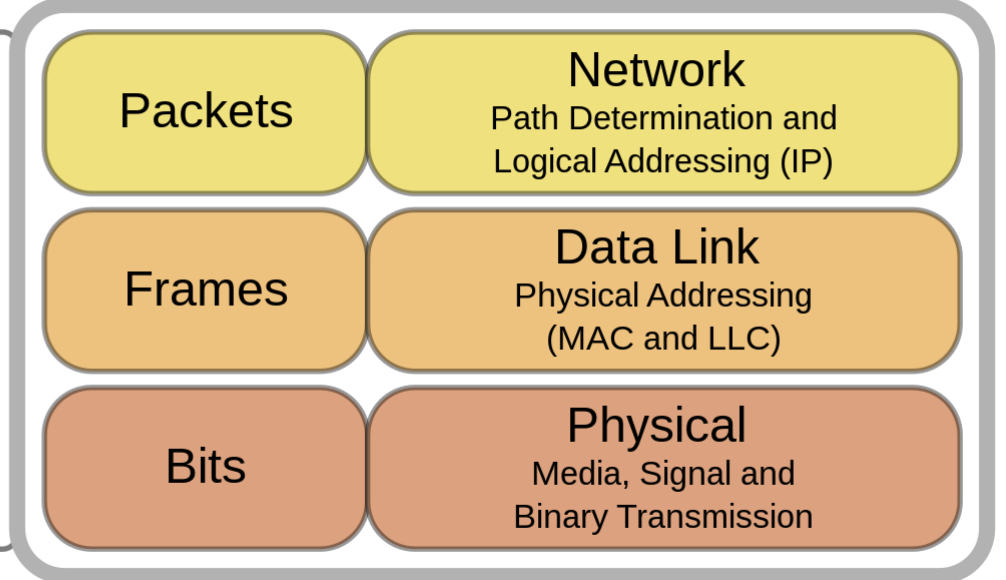 Packets
Network
Path Determination and
Logical Addressing (IP)
Frames
Data Link
Physical Addressing
(MAC and LLC)
Bits
Physical
Media, Signal and
Binary Transmission